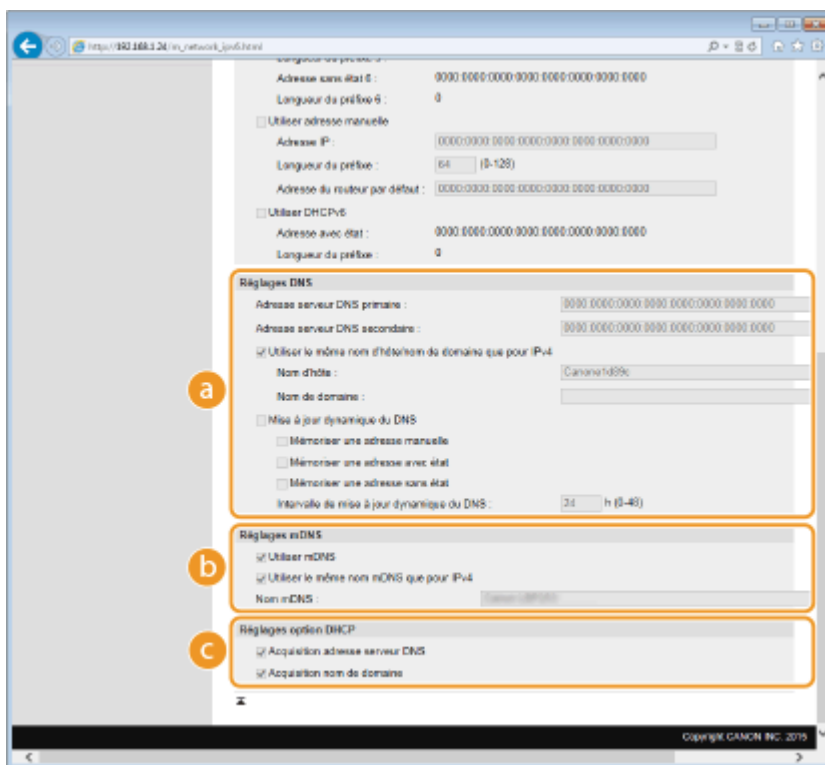 http://192.168.1.24/m_network_ipv6.html
Longueur du préfixe 5 :
Adresse sans état 6 : 0000:0000:0000:0000:0000:0000:0000:0000
Longueur du préfixe 6 : 0
Utiliser adresse manuelle
Adresse IP : 0000:0000:0000:0000:0000:0000:0000:0000
Longueur du préfixe : 64 (0-128)
Adresse du routeur par défaut : 0000:0000:0000:0000:0000:0000:0000:0000
Utiliser DHCPv6
Adresse avec état : 0000:0000:0000:0000:0000:0000:0000:0000
Longueur du préfixe : 0
Réglages DNS
Adresse serveur DNS primaire : 0000:0000:0000:0000:0000:0000:0000:0000
Adresse serveur DNS secondaire : 0000:0000:0000:0000:0000:0000:0000:0000
Utiliser le même nom d'hôte/nom de domaine que pour IPv4
a
Nom d'hôte : Canone1d89c
Nom de domaine :
Mise à jour dynamique du DNS
Mémoriser une adresse manuelle
Mémoriser une adresse avec état
Mémoriser une adresse sans état
Intervalle de mise à jour dynamique du DNS : 24 h (0-48)
Réglages mDNS
b
Utiliser mDNS
Utiliser le même nom mDNS que pour IPv4
Nom mDNS :
Réglages option DHCP
c
Acquisition adresse serveur DNS
Acquisition nom de domaine
Copyright CANON INC. 2015